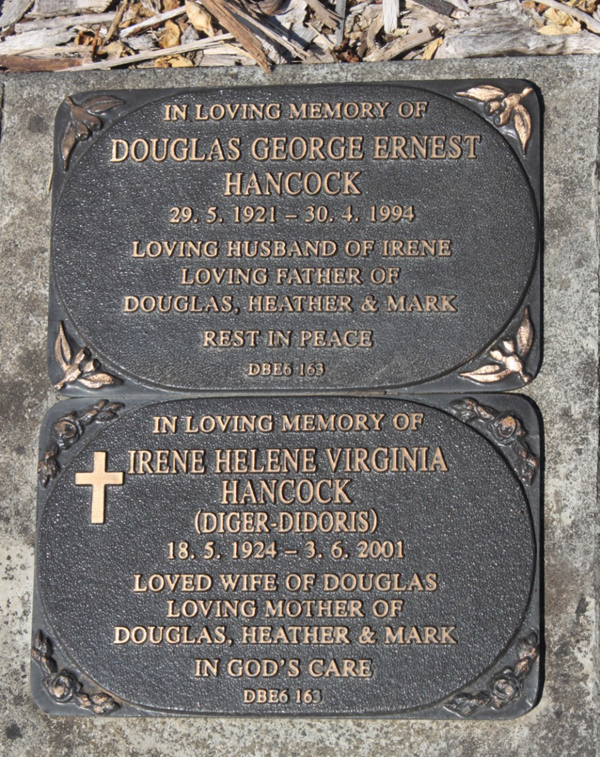 IN LOVING MEMORY OF
DOUGLAS GEORGE ERNEST
HANCOCK
29. 5. 1921 – 30. 4. 1994
LOVING HUSBAND OF IRENE
LOVING FATHER OF
DOUGLAS, HEATHER & MARK
REST IN PEACE
DBE6 163
IN LOVING MEMORY OF
IRENE HELENE VIRGINIA
HANCOCK
(DIGER-DIDORIS)
18. 5. 1924 – 3. 6. 2001
LOVED WIFE OF DOUGLAS
LOVING MOTHER OF
DOUGLAS, HEATHER & MARK
IN GOD'S CARE
DBE6 163